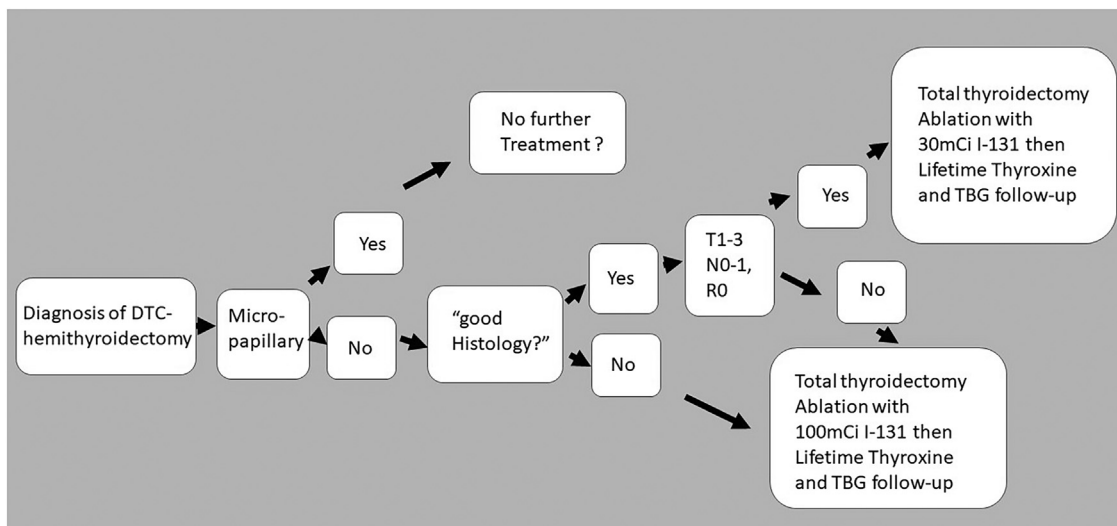 Diagnosis of DTC-
hemithyroidectomy
Micro-
papillary
Yes
No further
Treatment ?
No
“good
Histology?”
Yes
No
T1-3
N0-1,
R0
Yes
No
Total thyroidectomy
Ablation with
30mCi I-131 then
Lifetime Thyroxine
and TBG follow-up
Total thyroidectomy
Ablation with
100mCi I-131 then
Lifetime Thyroxine
and TBG follow-up